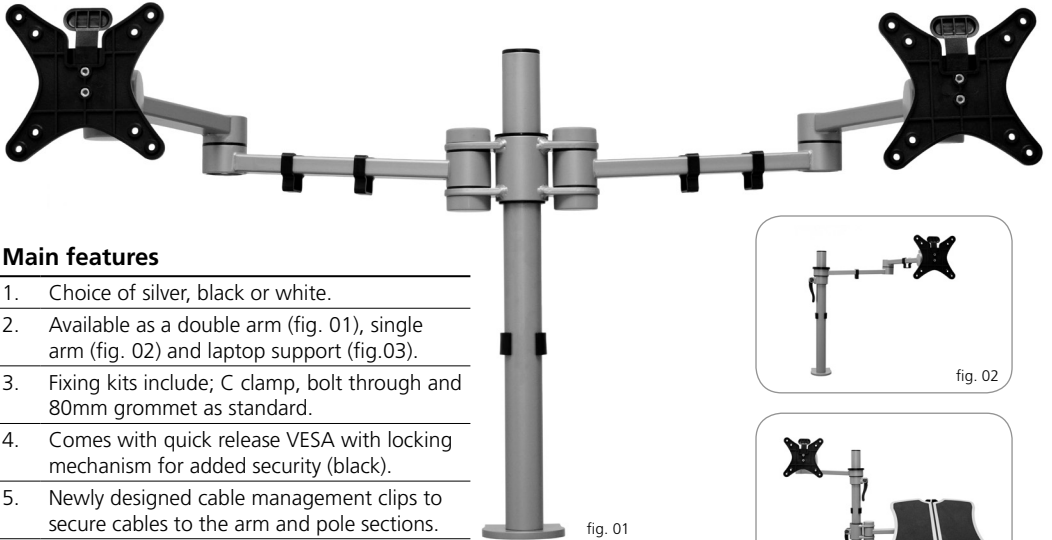 Main features
1. Choice of silver, black or white.
2. Available as a double arm (fig. 01), single
arm (fig. 02) and laptop support (fig.03).
3. Fixing kits include; C clamp, bolt through and
80mm grommet as standard.
4. Comes with quick release VESA with locking
mechanism for added security (black).
5. Newly designed cable management clips to
secure cables to the arm and pole sections.
fig. 01
fig. 02